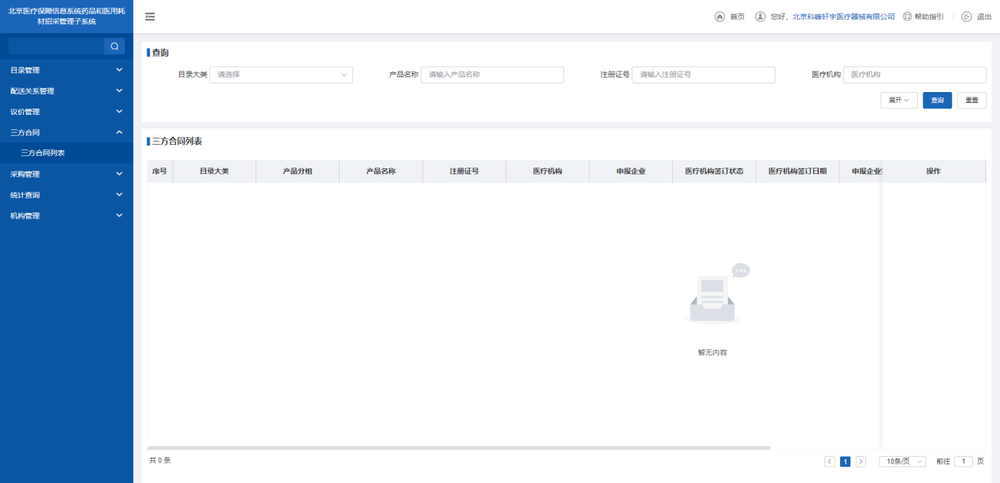 北京医疗保障信息系统药品和医用耗
材招采管理子系统
首页 您好，北京科峰轩宇医疗器械有限公司 帮助指引 退出
目录管理
配送关系管理
议价管理
三方合同
三方合同列表
采购管理
统计查询
机构管理
查询
目录大类 请选择 产品名称 请输入产品名称 注册证号 请输入注册证号 医疗机构 医疗机构
展开 查询 重置
三方合同列表
序号 目录大类 产品分组 产品名称 注册证号 医疗机构 申报企业 医疗机构签订状态 医疗机构签订日期 申报企业 操作
暂无内容
共 0 条
1 10条/页 前往 1 页